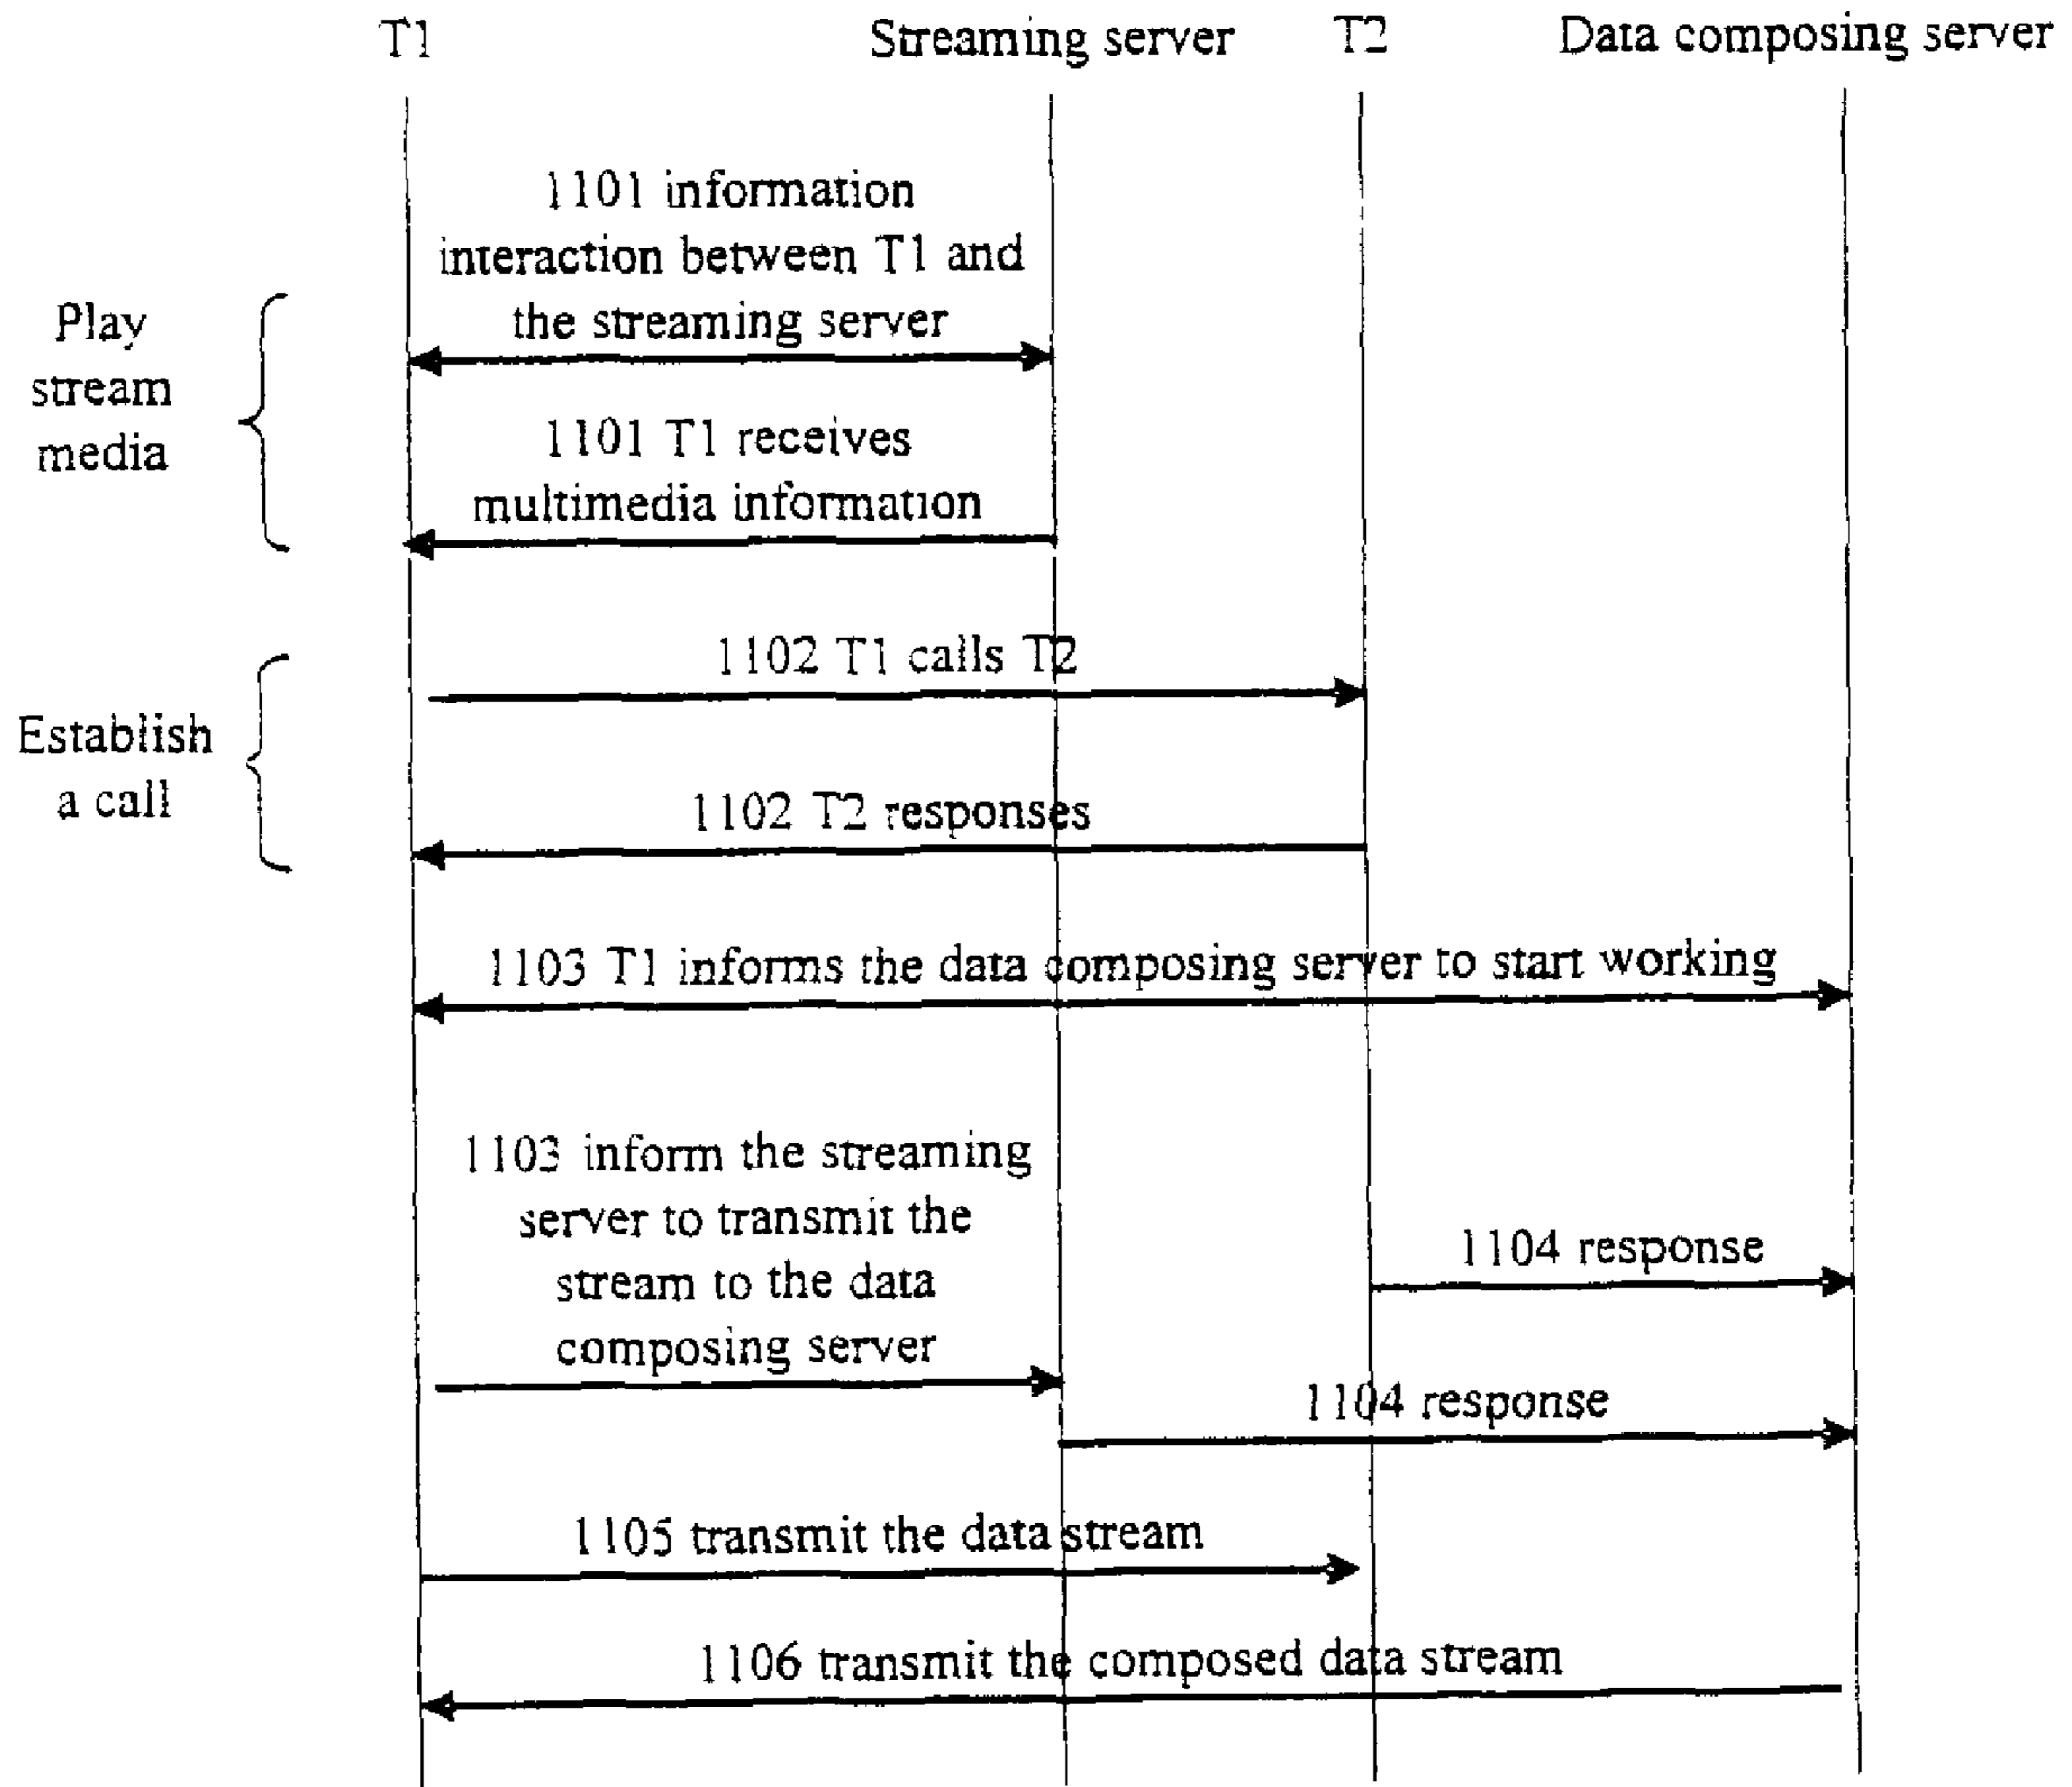 T1 Streaming server T2 Data composing server
1101 information
interaction between T1 and
the streaming server
Play
stream
media
1101 T1 receives
multimedia information
1102 T1 calls T2
Establish
a call
1102 T2 responses
1103 T1 informs the data composing server to start working
1103 inform the streaming
server to transmit the
stream to the data
composing server
1104 response
1104 response
1105 transmit the data stream
1106 transmit the composed data stream